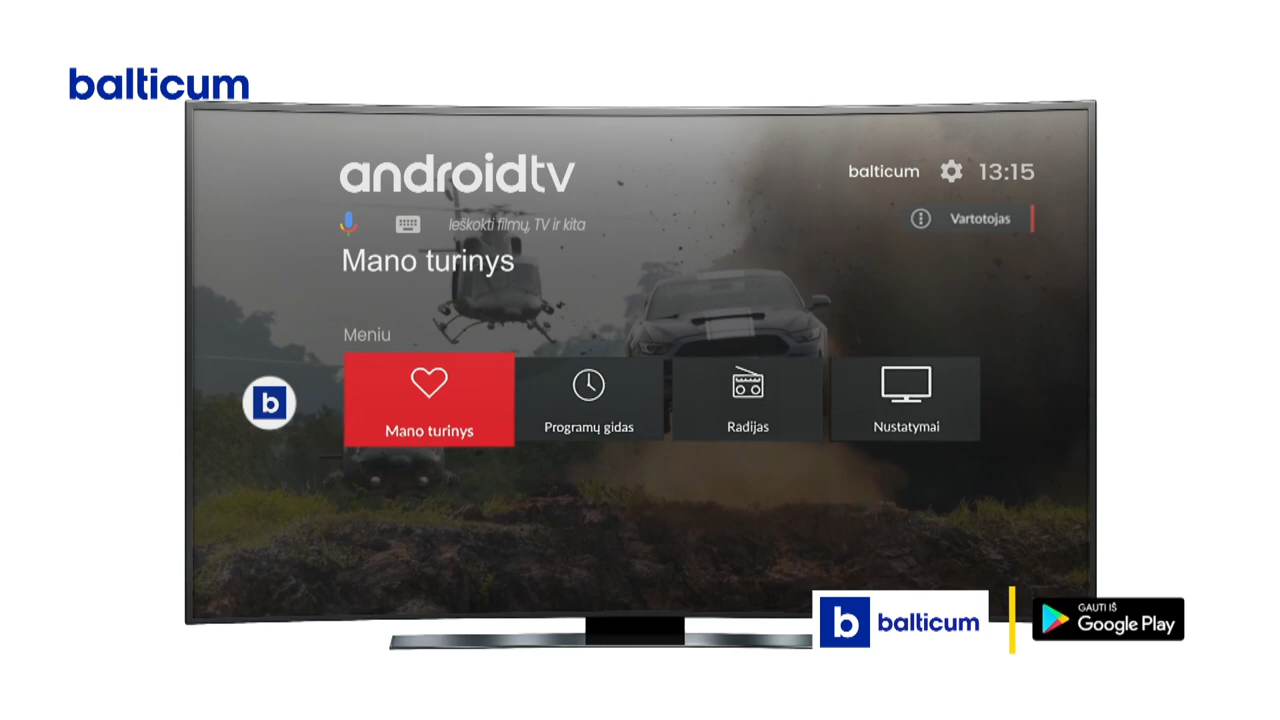 balticum
androidtv
balticum 13:15
Ieškokti filmų, TV ir kita
Vartotojas
Mano turinys
Meniu
b
Mano turinys
Programų gidas
Radijas
Nustatymai
b balticum
GAUTI IŠ
Google Play